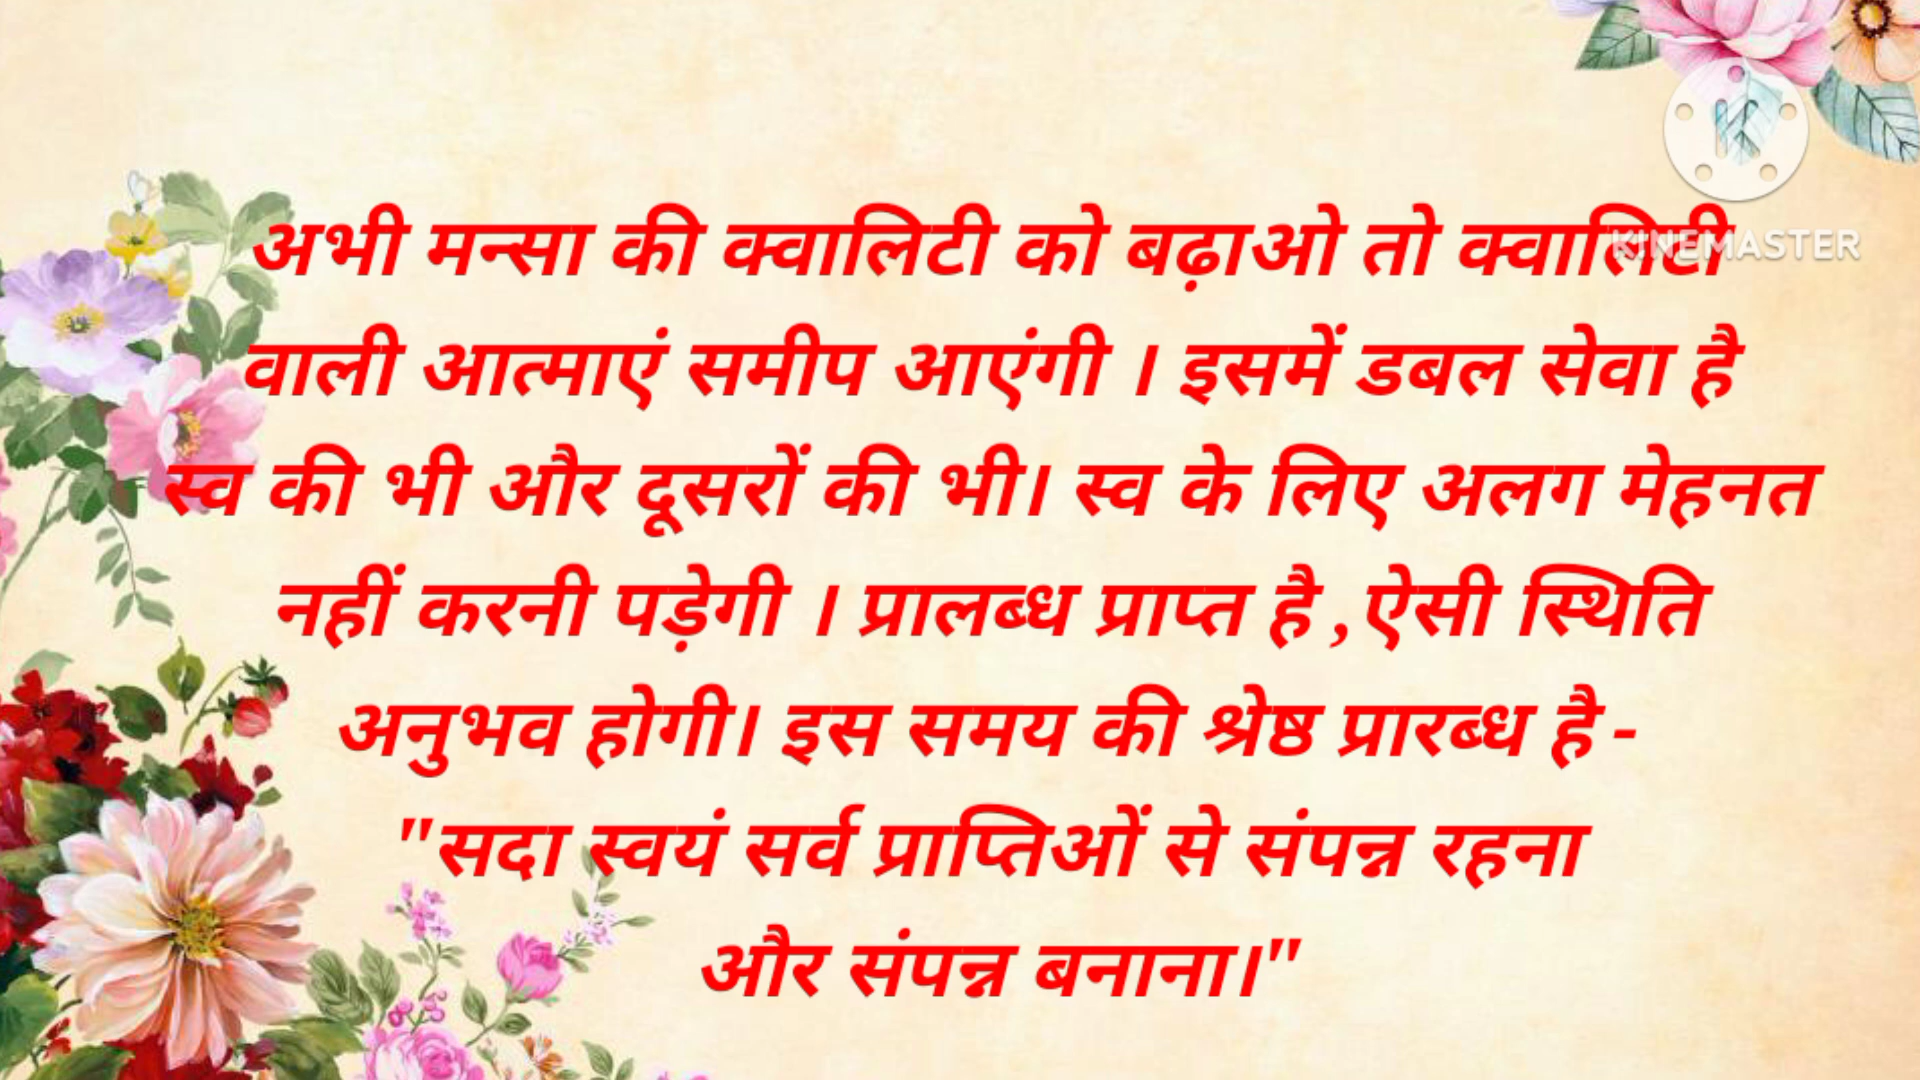 KINEMASTER
अभी मन्सा की क्वालिटी को बढ़ाओ तो क्वालिटी
वाली आत्माएं समीप आएंगी । इसमें डबल सेवा है
स्व की भी और दूसरों की भी। स्व के लिए अलग मेहनत
नहीं करनी पड़ेगी । प्रालब्ध प्राप्त है ,ऐसी स्थिति
अनुभव होगी। इस समय की श्रेष्ठ प्रारब्ध है -
"सदा स्वयं सर्व प्राप्तिओं से संपन्न रहना
और संपन्न बनाना।"